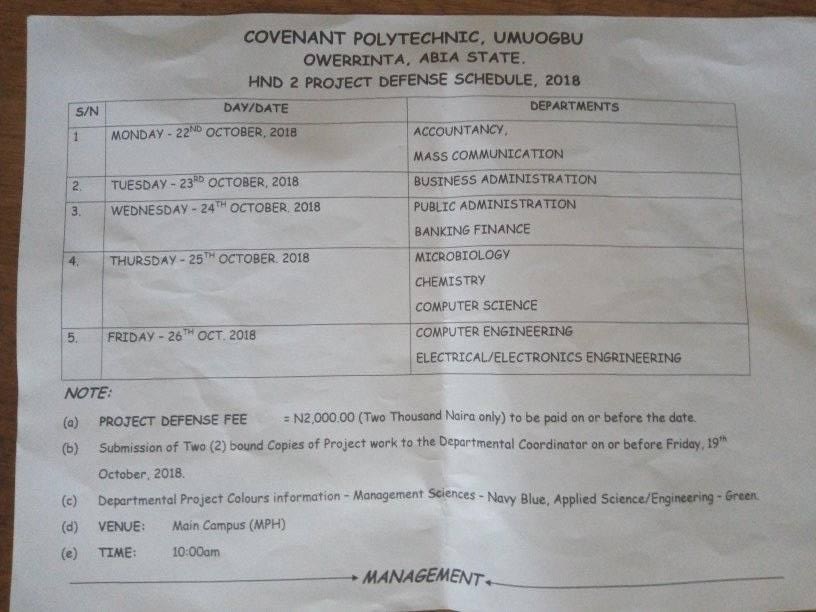 COVENANT POLYTECHNIC, UMUOGBU
OWERRINTA, ABIA STATE.
HND 2 PROJECT DEFENSE SCHEDULE, 2018
S/N DAY/DATE DEPARTMENTS
1 MONDAY - 22ND OCTOBER, 2018 ACCOUNTANCY,
MASS COMMUNICATION
2. TUESDAY - 23RD OCTOBER, 2018 BUSINESS ADMINISTRATION
3. WEDNESDAY - 24TH OCTOBER. 2018 PUBLIC ADMINISTRATION
BANKING FINANCE
4. THURSDAY - 25TH OCTOBER. 2018 MICROBIOLOGY
CHEMISTRY
COMPUTER SCIENCE
5. FRIDAY - 26TH OCT. 2018 COMPUTER ENGINEERING
ELECTRICAL/ELECTRONICS ENGRINEERING
NOTE:
(a) PROJECT DEFENSE FEE = N2,000.00 (Two Thousand Naira only) to be paid on or before the date.
(b) Submission of Two (2) bound Copies of Project work to the Departmental Coordinator on or before Friday, 19th
October, 2018.
(c) Departmental Project Colours information – Management Sciences - Navy Blue, Applied Science/Engineering - Green.
(d) VENUE: Main Campus (MPH)
(e) TIME: 10:00am
MANAGEMENT